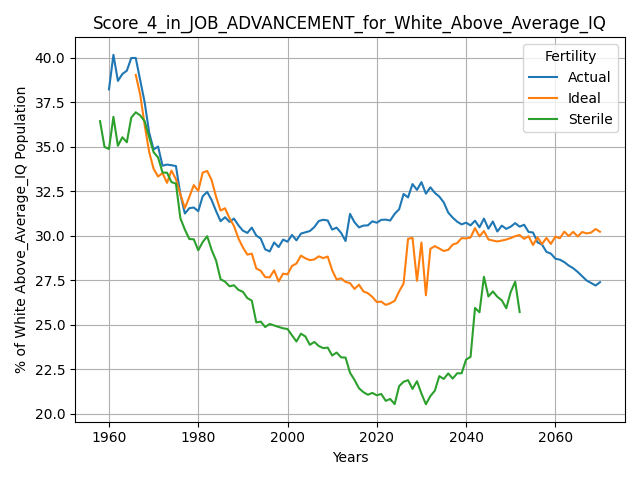 Score_4_in_JOB_ADVANCEMENT_for_White_Above_Average_IQ
% of White Above_Average_IQ Population
40.0
37.5
35.0
32.5
30.0
27.5
25.0
22.5
20.0
Fertility
Actual
Ideal
Sterile
1960 1980 2000 2020 2040 2060
Years